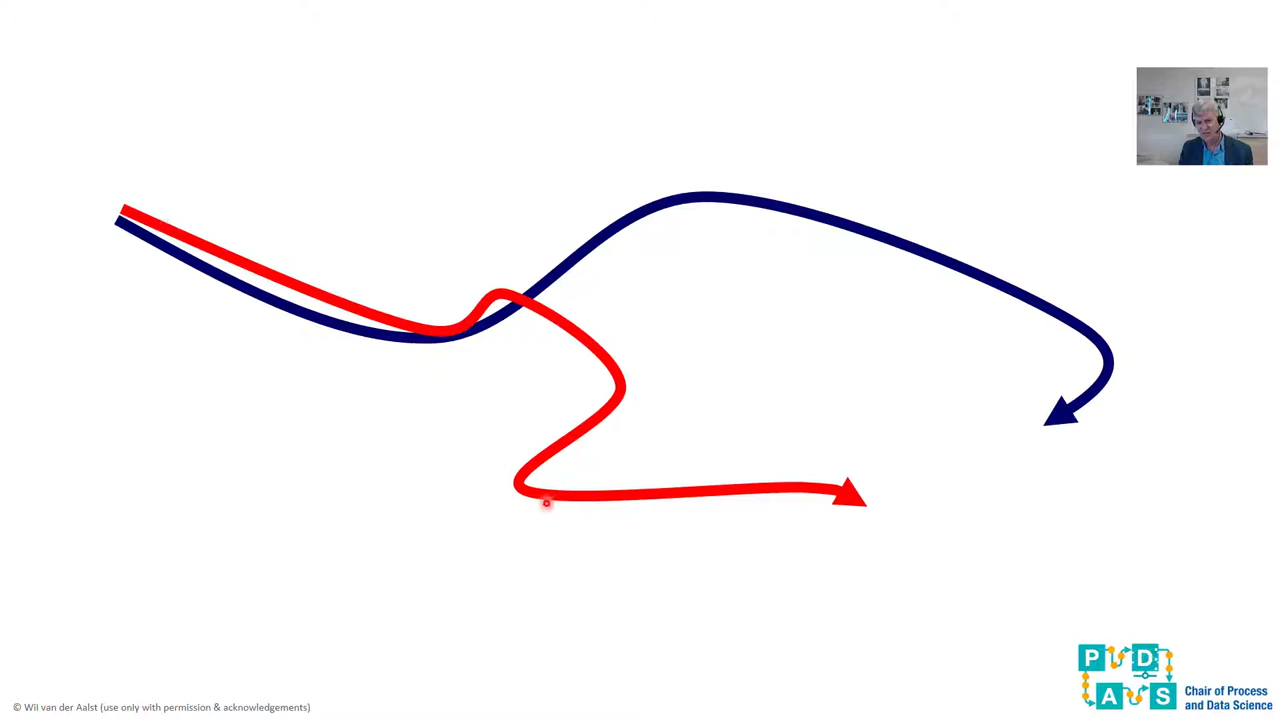 P D
A S
Chair of Process
and Data Science
© Wil van der Aalst (use only with permission & acknowledgements)